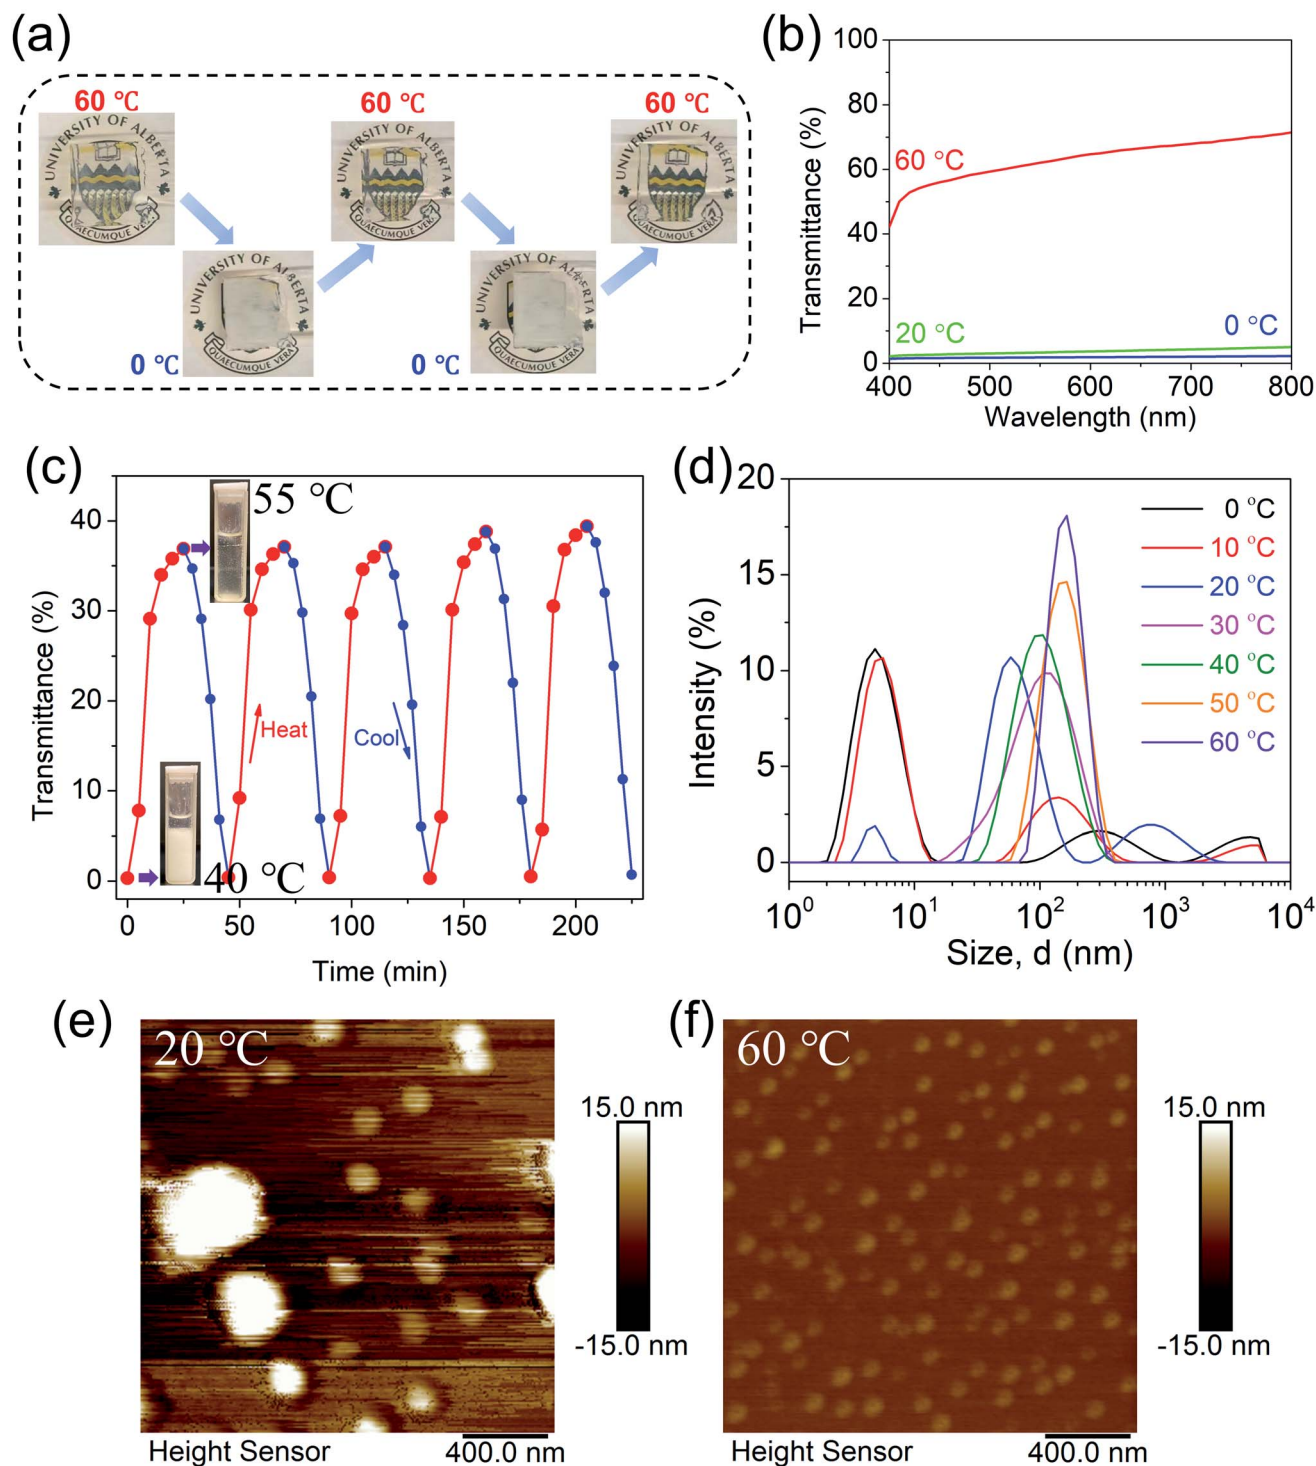 (a)
60 °C
60 °C
60 °C
UNIVERSITY OF ALBERTA
QUAECUMQUE VERA
UNIVERSITY OF ALBERTA
QUAECUMQUE VERA
UNIVERSITY OF ALBERTA
QUAECUMQUE VERA
UNIVERSITY OF ALBERTA
QUAECUMQUE VERA
UNIVERSITY OF ALBERTA
QUAECUMQUE VERA
0 °C
0 °C
(b)
Transmittance (%)
100
80
60
40
20
0
60 °C
20 °C
0 °C
400 500 600 700 800
Wavelength (nm)
(c)
Transmittance (%)
40
30
20
10
0
55 °C
Heat
Cool
40 °C
0 50 100 150 200
Time (min)
(d)
Intensity (%)
20
15
10
5
0
0 °C
10 °C
20 °C
30 °C
40 °C
50 °C
60 °C
10⁰ 10¹ 10² 10³ 10⁴
Size, d (nm)
(e)
20 °C
15.0 nm
-15.0 nm
Height Sensor
400.0 nm
(f)
60 °C
15.0 nm
-15.0 nm
Height Sensor
400.0 nm